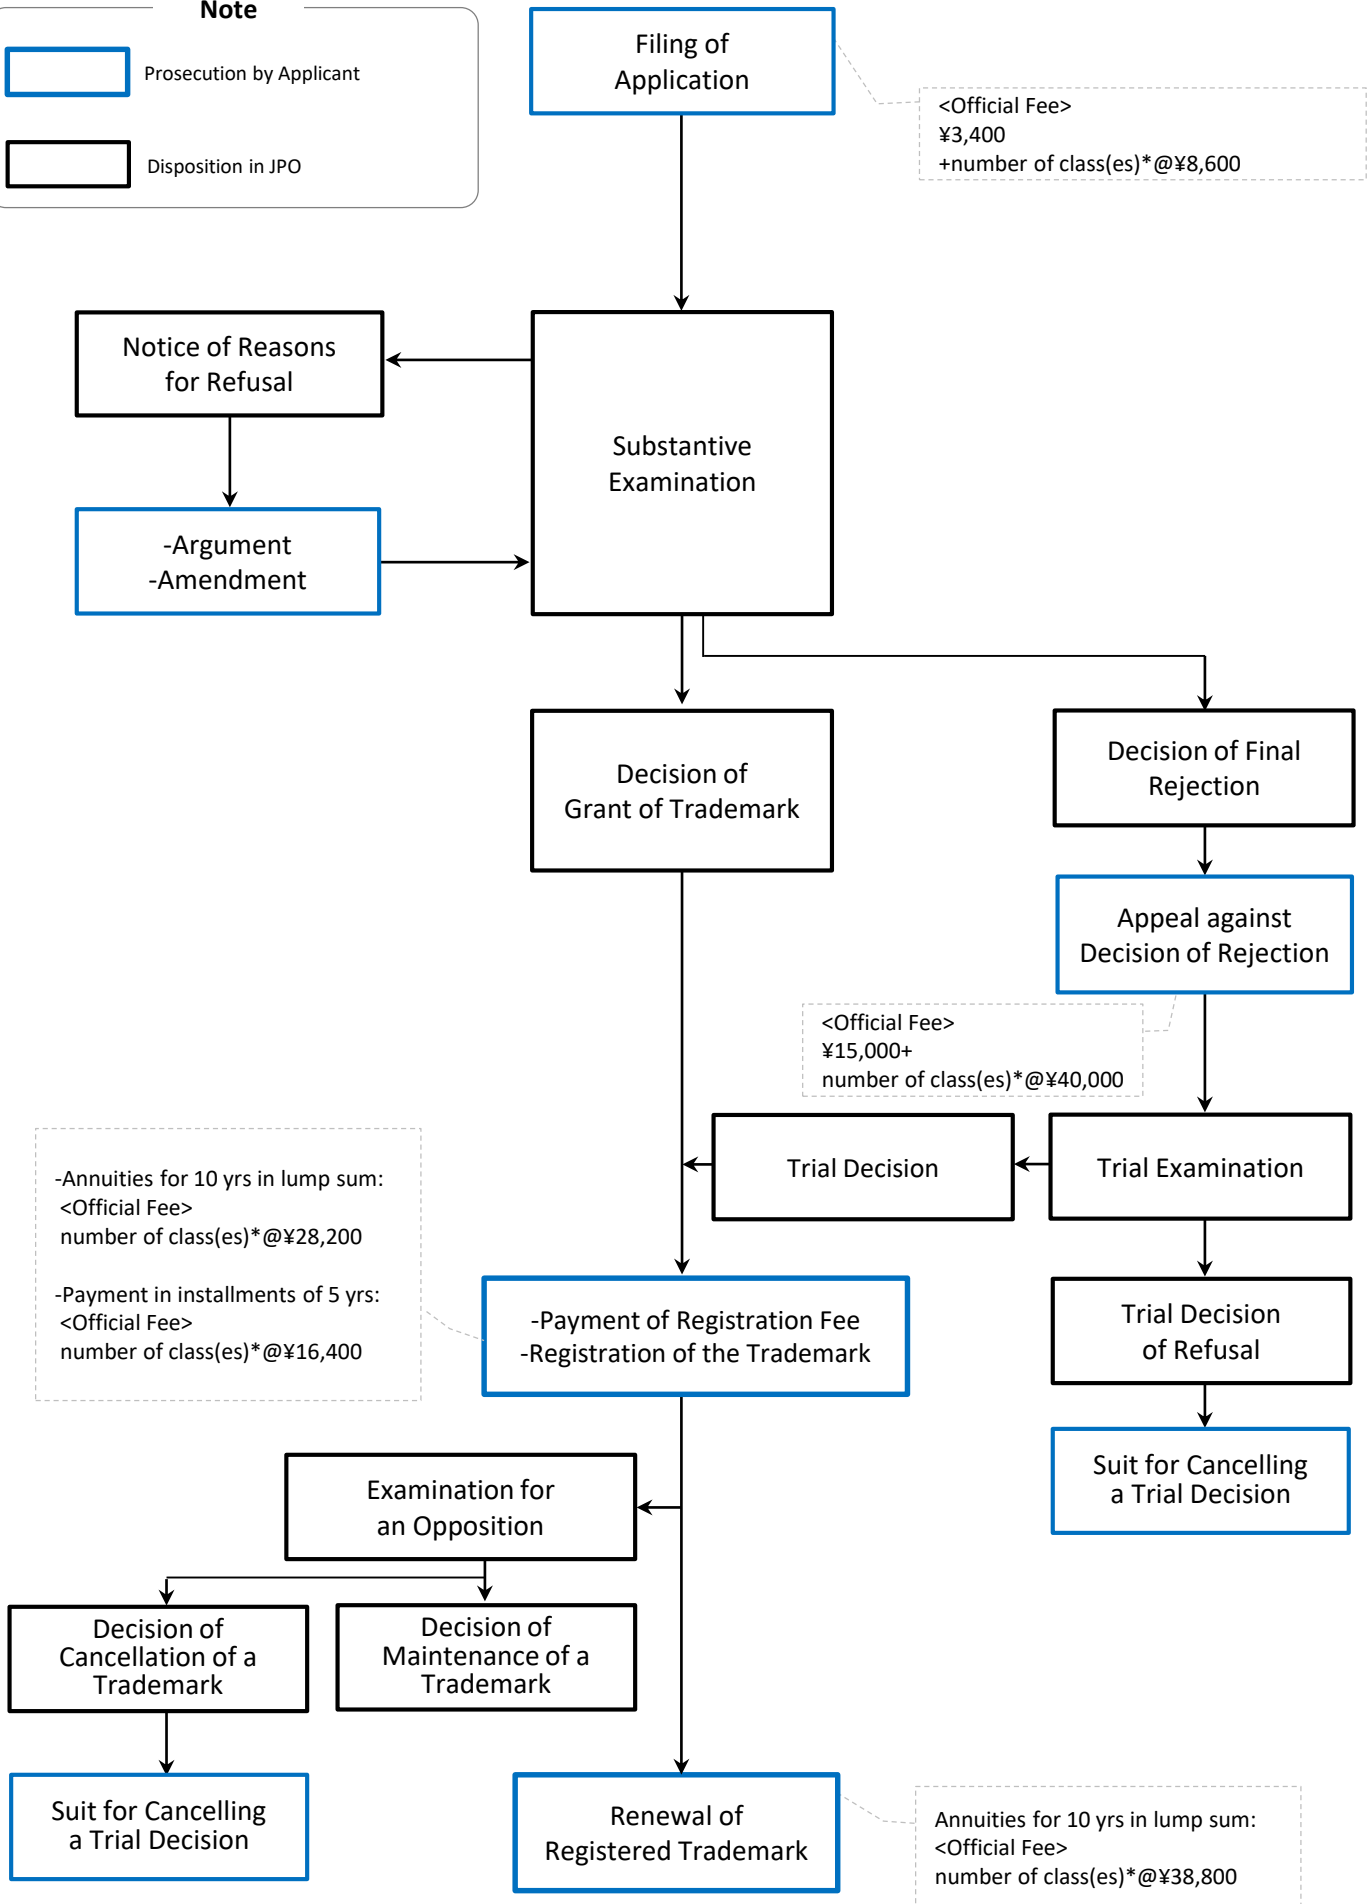 Note
Prosecution by Applicant
Disposition in JPO
Filing of
Application
<Official Fee>
¥3,400
+number of class(es)*@¥8,600
Notice of Reasons
for Refusal
Substantive
Examination
-Argument
-Amendment
Decision of
Grant of Trademark
Decision of Final
Rejection
Appeal against
Decision of Rejection
<Official Fee>
¥15,000+
number of class(es)*@¥40,000
Trial Decision
Trial Examination
-Annuities for 10 yrs in lump sum:
<Official Fee>
number of class(es)*@¥28,200
-Payment in installments of 5 yrs:
<Official Fee>
number of class(es)*@¥16,400
-Payment of Registration Fee
-Registration of the Trademark
Trial Decision
of Refusal
Suit for Cancelling
a Trial Decision
Examination for
an Opposition
Decision of
Cancellation of a
Trademark
Decision of
Maintenance of a
Trademark
Suit for Cancelling
a Trial Decision
Renewal of
Registered Trademark
Annuities for 10 yrs in lump sum:
<Official Fee>
number of class(es)*@¥38,800